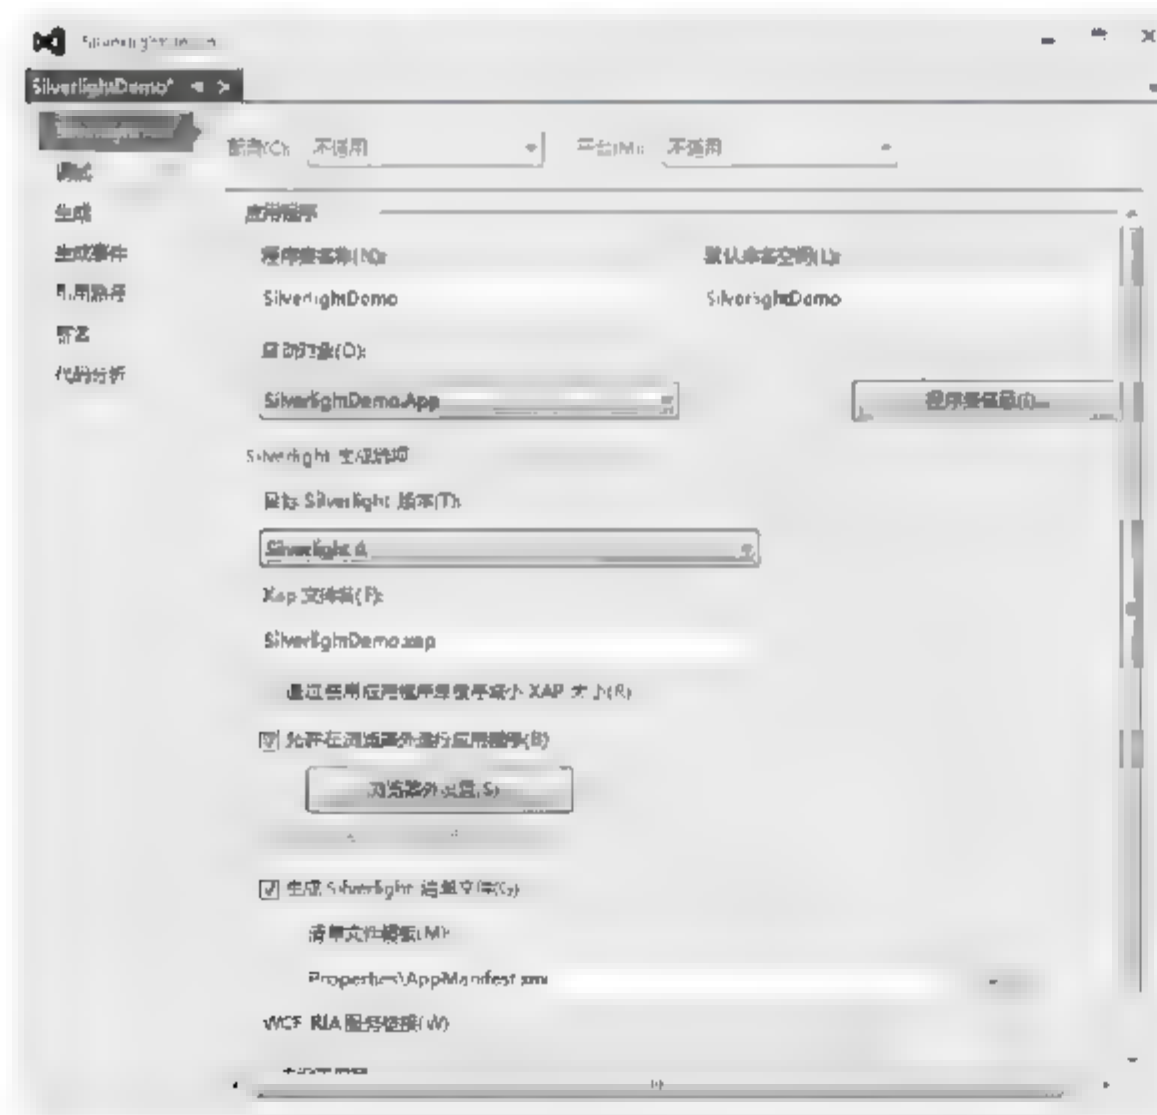 SilverlightDemo*
配置(C): 不适用 平台(M): 不适用
调试
生成
应用程序
生成事件
程序集名称(N):
默认命名空间(L):
引用路径
SilverlightDemo
SilverlightDemo
签名
启动对象(O):
代码分析
SilverlightDemo.App
程序集信息(I)...
Silverlight 生成选项
目标 Silverlight 版本(T):
Silverlight
Xap 文件名(F):
SilverlightDemo.xap
通过使用应用程序库缓存减小 XAP 大小(R)
允许在浏览器外运行应用程序(B)
浏览器外设置(S)
生成 Silverlight 清单文件(G)
清单文件模板(M):
Properties\AppManifest.xml
WCF RIA 服务链接(W)